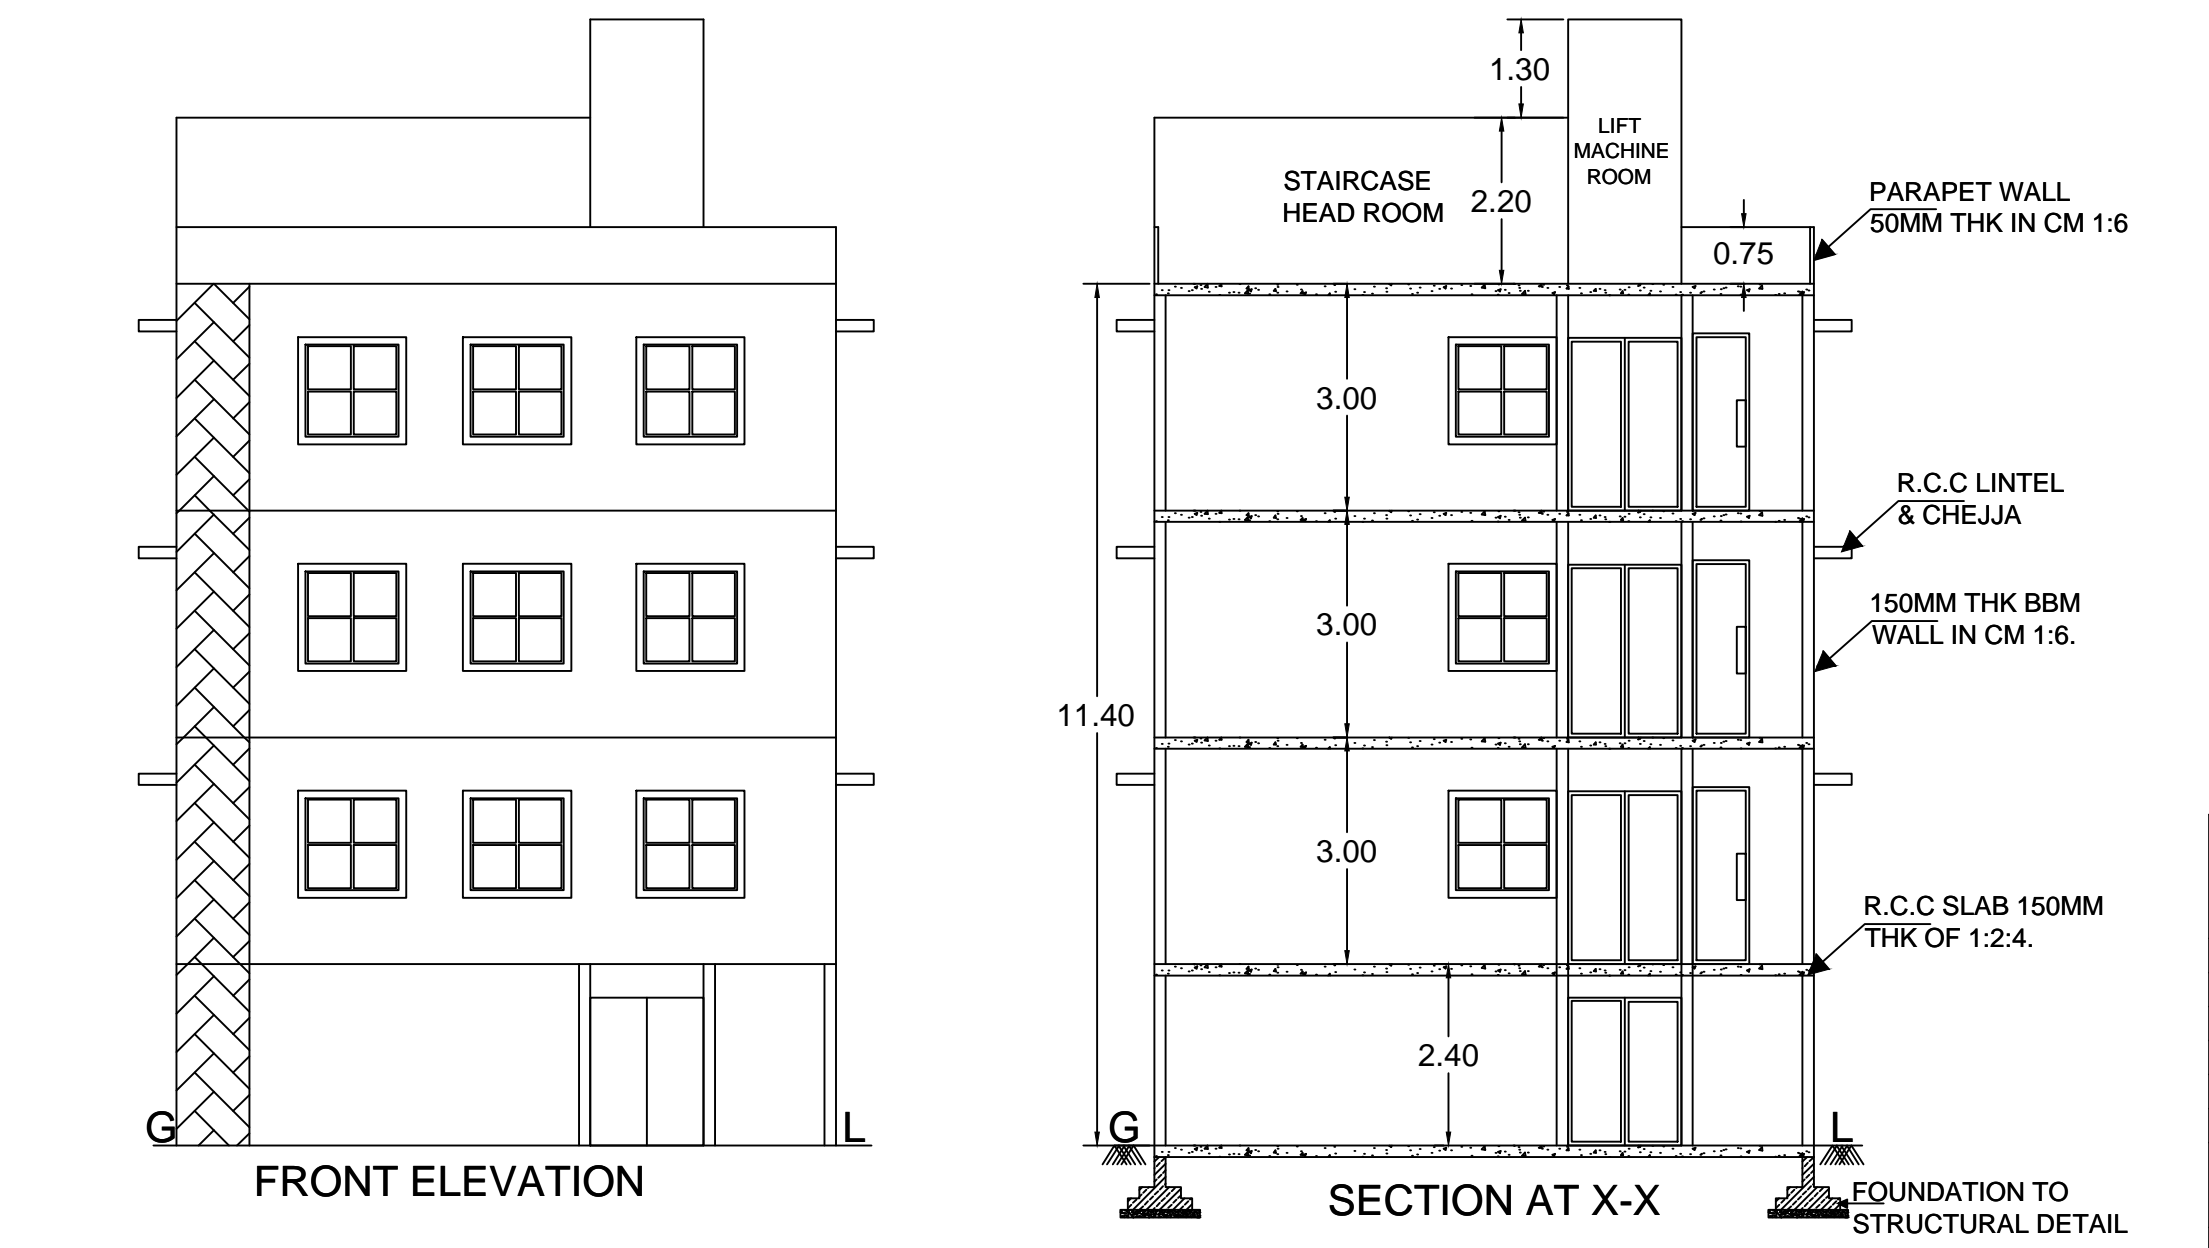 1.30
LIFT
MACHINE
ROOM
STAIRCASE
HEAD ROOM
2.20
PARAPET WALL
50MM THK IN CM 1:6
0.75
3.00
R.C.C LINTEL
& CHEJJA
3.00
150MM THK BBM
WALL IN CM 1:6.
11.40
3.00
R.C.C SLAB 150MM
THK OF 1:2:4.
2.40
G
L
G
L
FRONT ELEVATION
SECTION AT X-X
FOUNDATION TO
STRUCTURAL DETAIL